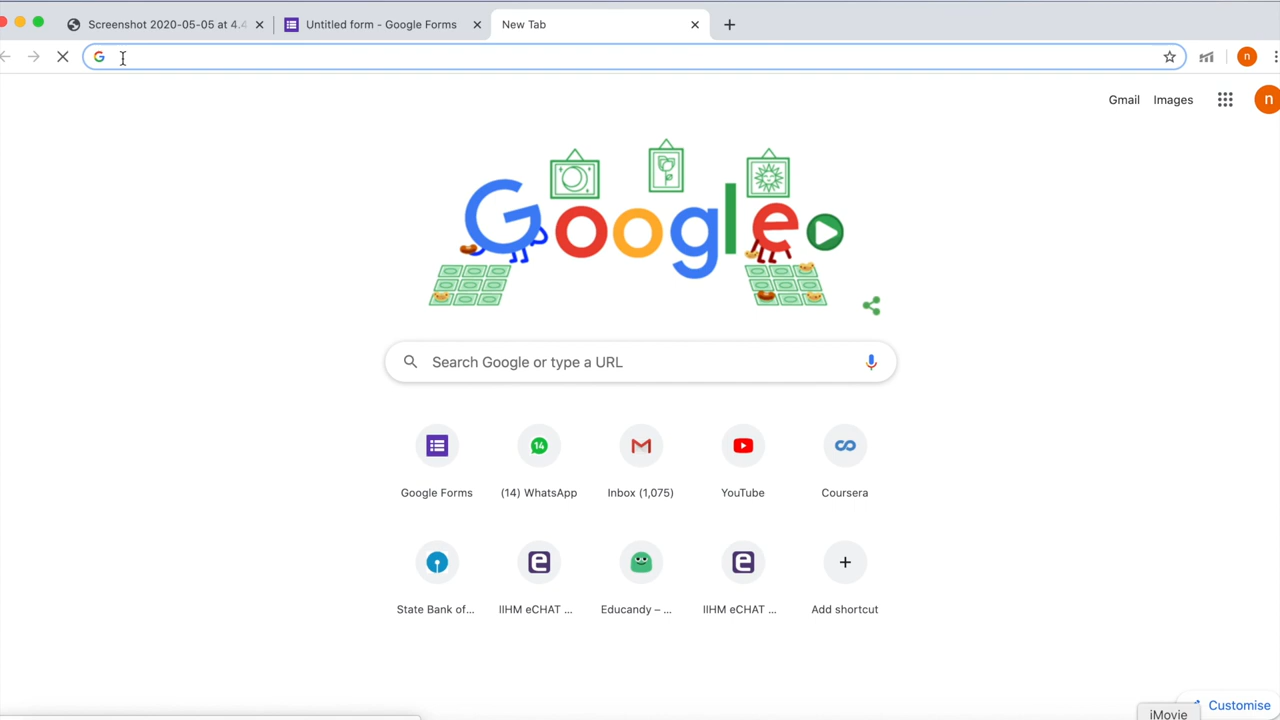 Screenshot 2020-05-05 at 4.4
Untitled form - Google Forms
New Tab
Gmail
Images
n
n
Google
Search Google or type a URL
14
Google Forms
(14) WhatsApp
Inbox (1,075)
YouTube
Coursera
State Bank of...
IIHM eCHAT ...
Educandy – ...
IIHM eCHAT ...
Add shortcut
Customise
iMovie